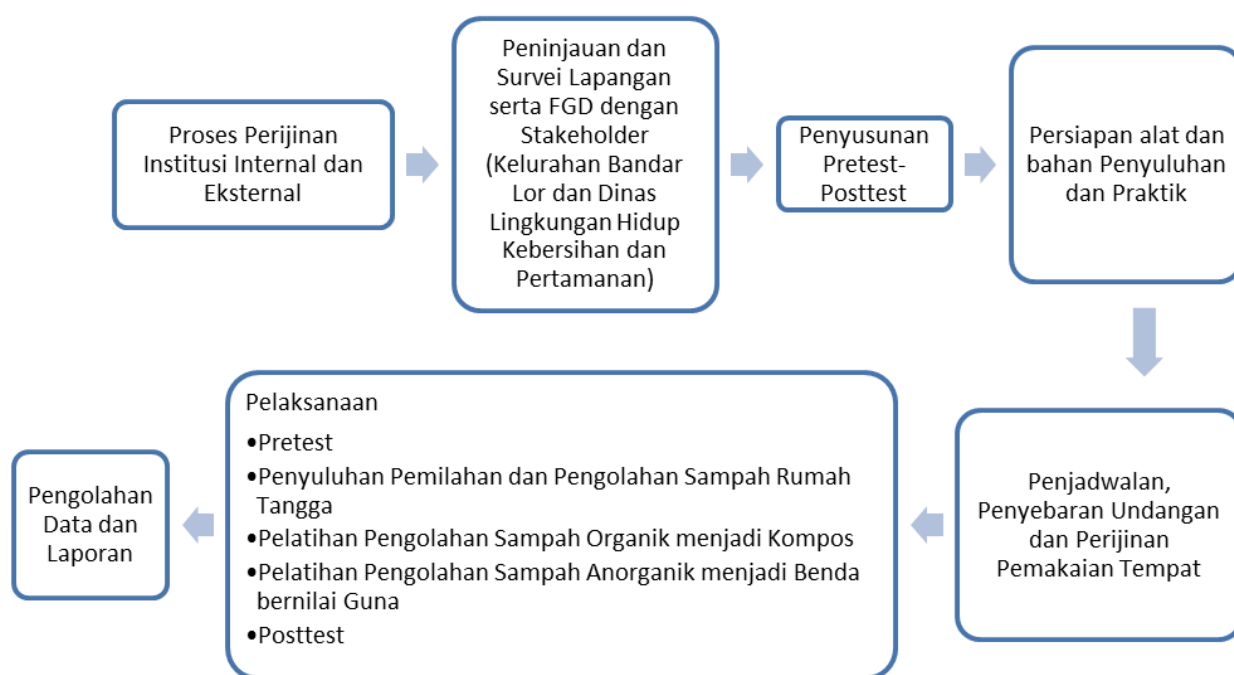 Proses Perijinan
Institusi Internal dan
Eksternal
Peninjauan dan
Survei Lapangan
serta FGD dengan
Stakeholder
(Kelurahan Bandar
Lor dan Dinas
Lingkungan Hidup
Kebersihan dan
Pertamanan)
Penyusunan
Pretest-
Posttest
Persiapan alat dan
bahan Penyuluhan
dan Praktik
Penjadwalan,
Penyebaran Undangan
dan Perijinan
Pemakaian Tempat
Pelaksanaan
•Pretest
•Penyuluhan Pemilahan dan Pengolahan Sampah Rumah
Tangga
•Pelatihan Pengolahan Sampah Organik menjadi Kompos
•Pelatihan Pengolahan Sampah Anorganik menjadi Benda
bernilai Guna
•Posttest
Pengolahan
Data dan
Laporan